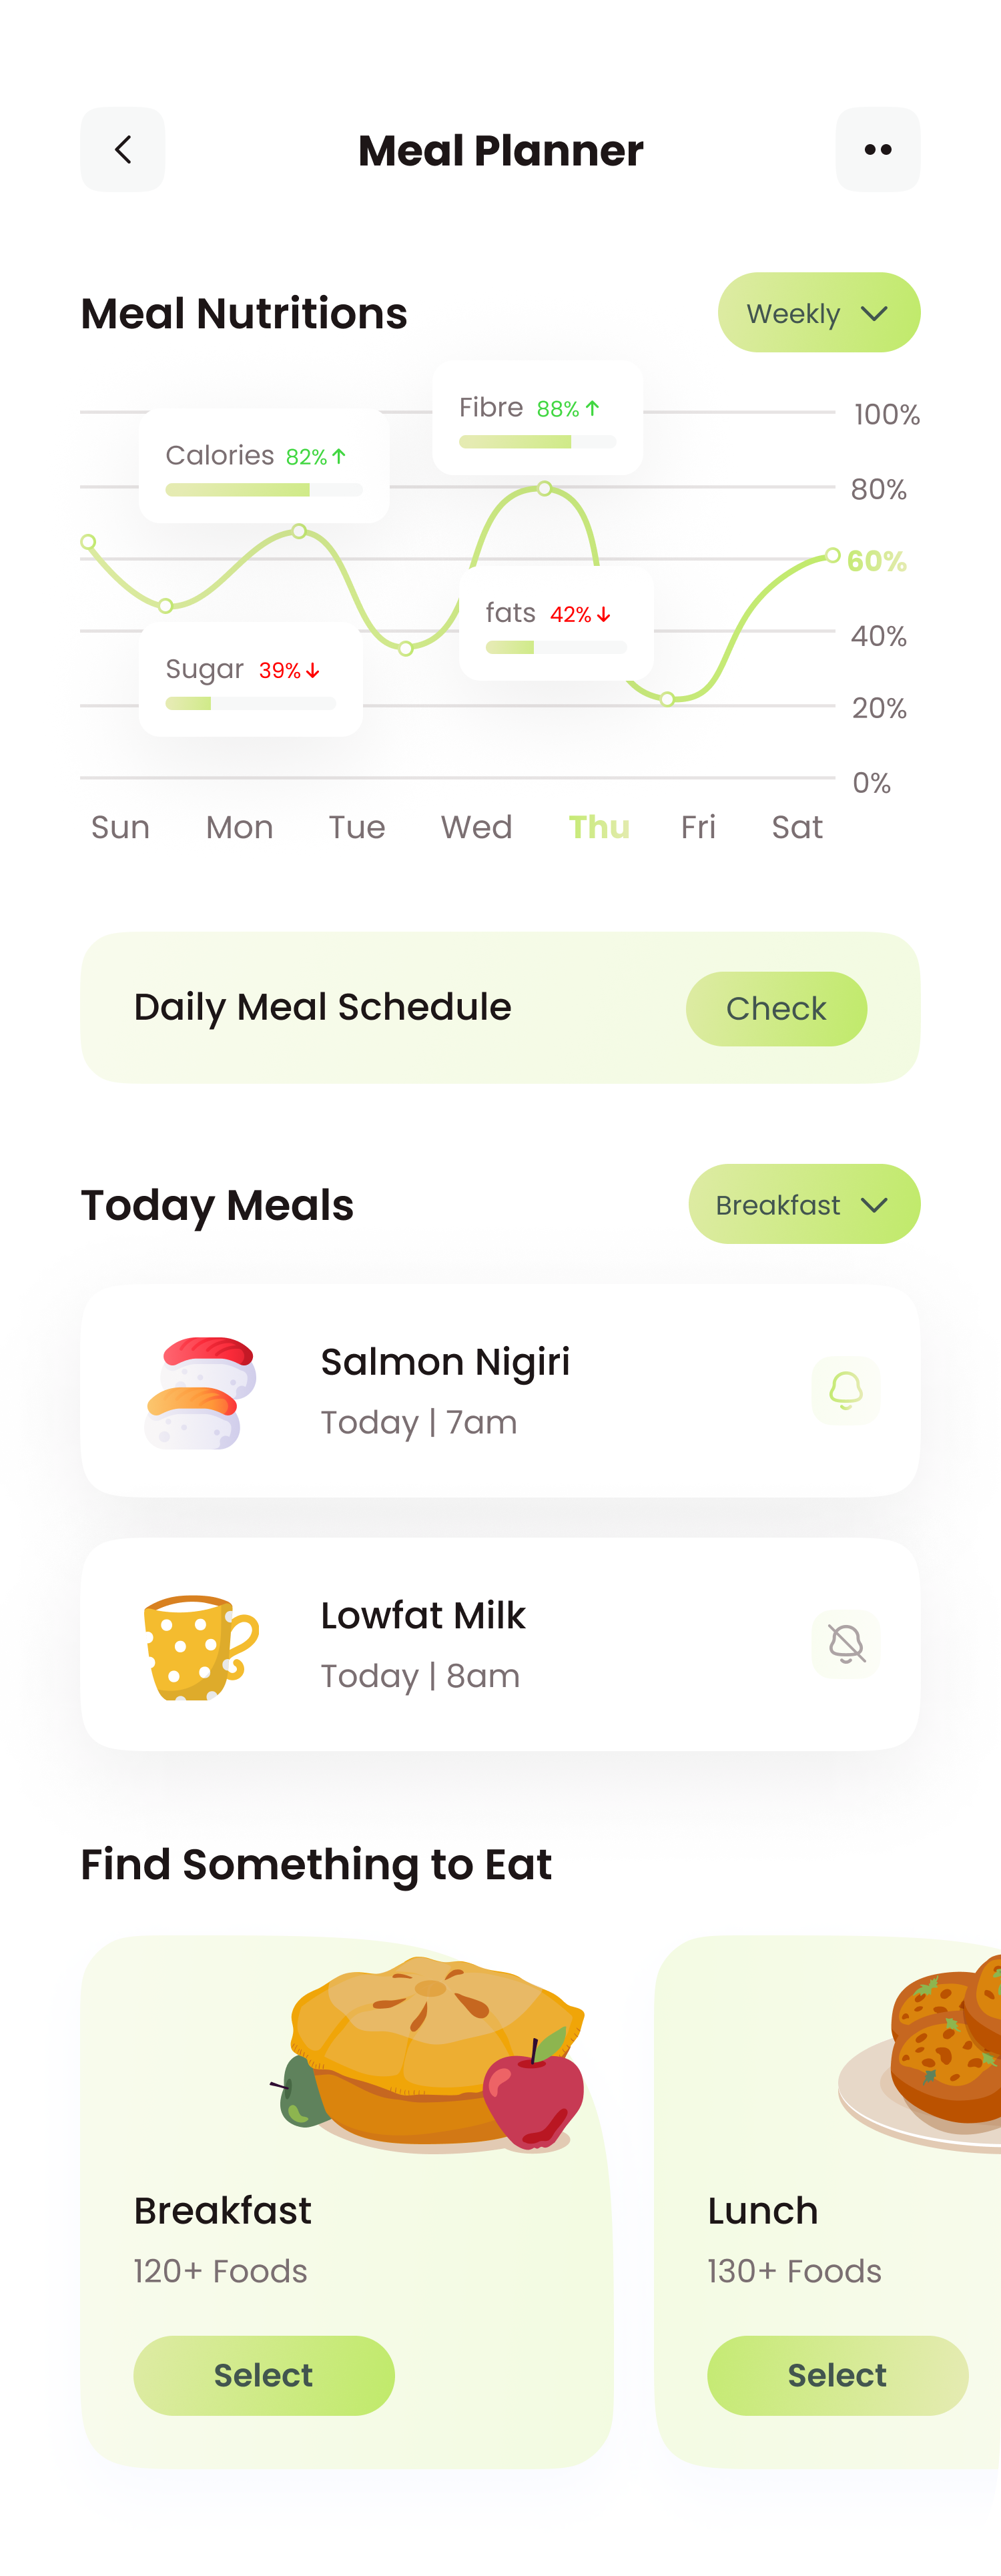 Meal Planner
Meal Nutritions
Weekly
Fibre 88%
100%
Calories 82%
80%
60%
fats 42%
40%
Sugar 39%
20%
0%
Sun Mon Tue Wed Thu Fri Sat
Daily Meal Schedule
Check
Today Meals
Breakfast
Salmon Nigiri
Today | 7am
Lowfat Milk
Today | 8am
Find Something to Eat
Breakfast
120+ Foods
Select
Lunch
130+ Foods
Select